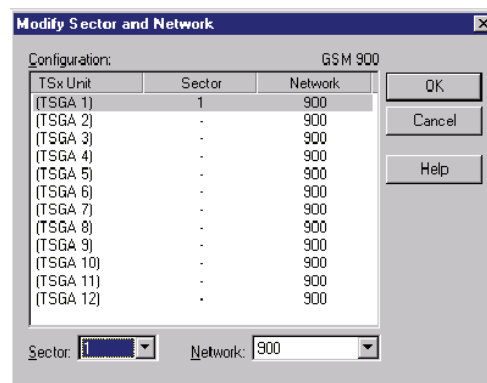 Modify Sector and Network
Configuration: GSM 900
TSx Unit Sector Network
(TSGA 1) 1 900
(TSGA 2) - 900
(TSGA 3) - 900
(TSGA 4) - 900
(TSGA 5) - 900
(TSGA 6) - 900
(TSGA 7) - 900
(TSGA 8) - 900
(TSGA 9) - 900
(TSGA 10) - 900
(TSGA 11) - 900
(TSGA 12) - 900
OK
Cancel
Help
Sector: 1 Network: 900